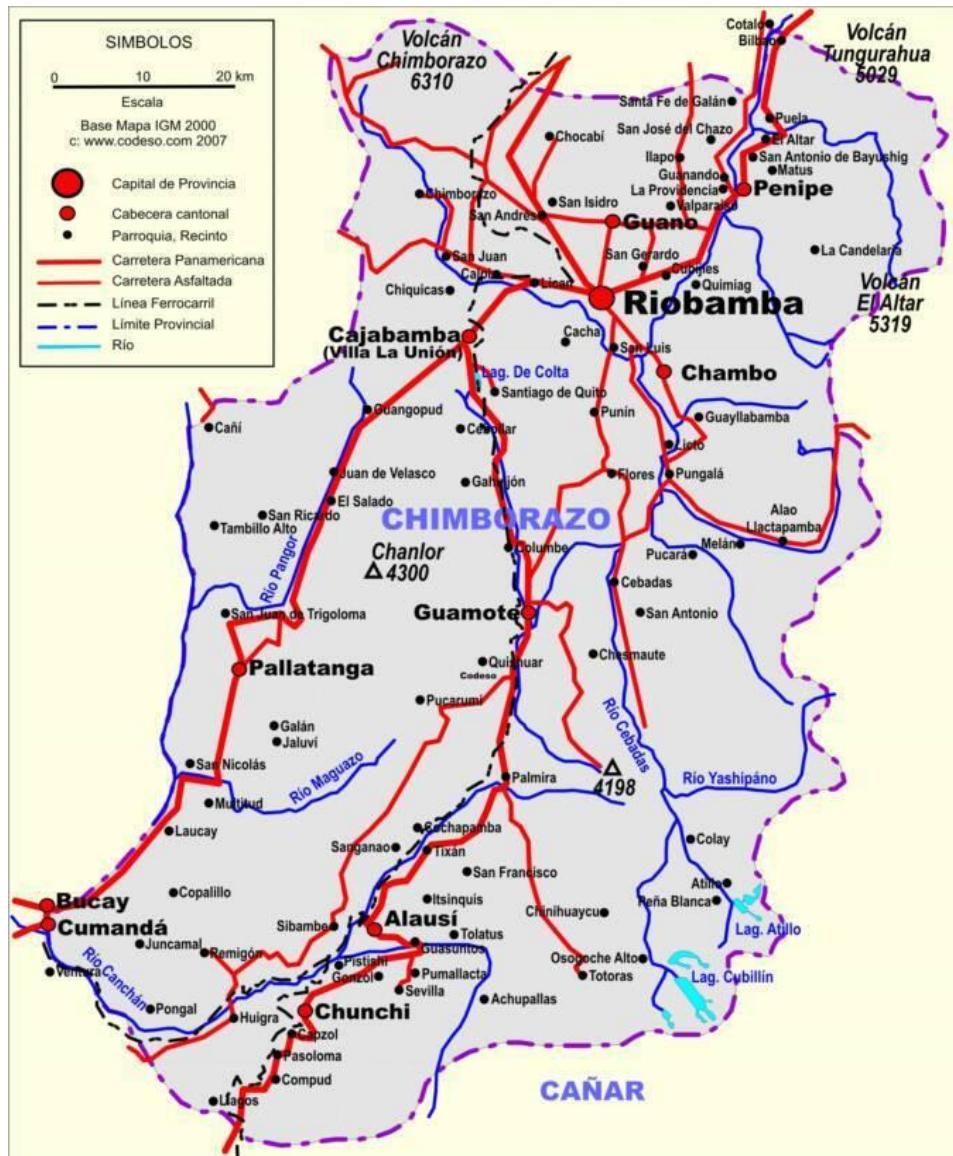 SIMBOLOS
0 10 20 km
Escala
Base Mapa IGM 2000
c: www.codeso.com 2007
Capital de Provincia
Cabecera cantonal
Parroquia, Recinto
Carretera Panamericana
Carretera Asfaltada
Línea Ferrocarril
Límite Provincial
Río
Volcán
Chimborazo
6310
Cotaló
Bilbao
Volcán
Tungurahua
5029
Santa Fe de Galán
Puela
Chocabí
San José del Chazo
El Altar
Ilapo
San Antonio de Bayushig
Matus
Guanando
La Providencia
Penipe
Chimborazo
San Isidro
Valparaiso
San Andrés
Guano
La Candelaria
San Juan
San Gerardo
Cubijíes
Calpi
Lican
Quimiag
Chiquicas
Riobamba
Volcán
El Altar
5319
Cajabamba
(Villa La Unión)
Cacha
San Luis
Lag. De Colta
Chambo
Santiago de Quito
Guangopud
Punín
Guayllabamba
Cañí
Cebollar
Licto
Juan de Velasco
Flores
Pungalá
El Salado
San Ricardo
Tambillo Alto
CHIMBORAZO
Alao
Llactapamba
Río Pangor
Chanlor
4300
Columbe
Melán
Pucará
Cebadas
San Juan de Trigoloma
Guamote
San Antonio
Pallatanga
Quishuar
Codeso
Chesmaute
Pucarumi
Galán
Jaluví
Río Cebadas
San Nicolás
Río Maguazo
Palmira
4198
Río Yashipáno
Multitud
Laucay
Cochapamba
Colay
Sanganao
Tixán
San Francisco
Copalillo
Itsinquis
Atillo
Peña Blanca
Bucay
Cumandá
Sibambe
Alausí
Chinihuaycu
Lag. Atillo
Juncamal
Remigón
Tolatus
Guasuntos
Osogoche Alto
Ventura
Río Canchán
Pistishi
Gonzol
Pumallacta
Totoras
Lag. Cubillín
Sevilla
Achupallas
Pongal
Huigra
Chunchi
Capzol
Pasoloma
Compud
Llagos
CAÑAR